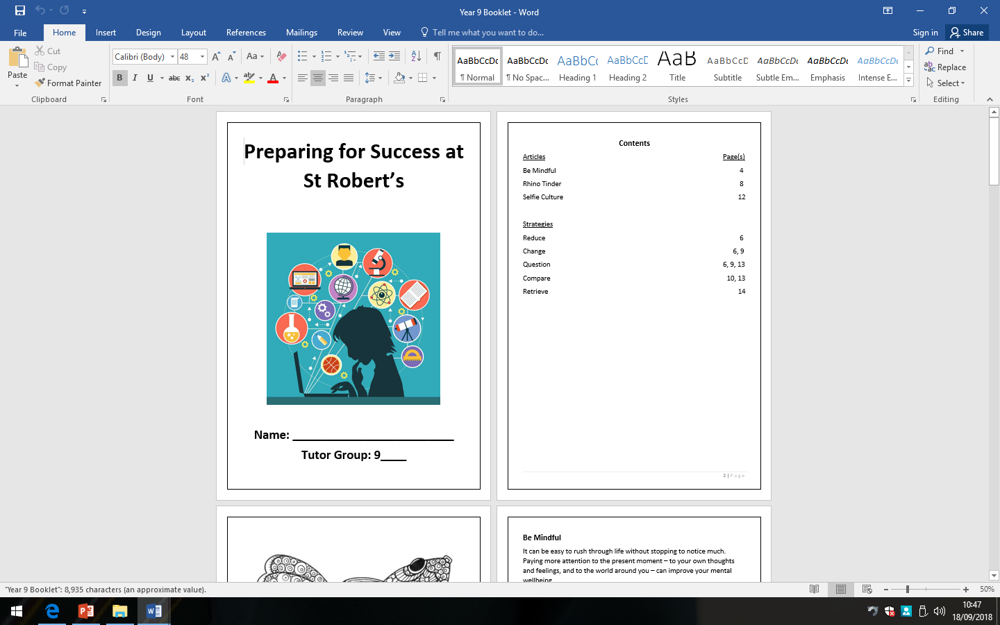 Year 9 Booklet - Word
File Home Insert Design Layout References Mailings Review View Tell me what you want to do... Sign in Share
Paste
Cut
Copy
Format Painter
Clipboard
Calibri (Body) 48
Font
Paragraph
AaBbCcDc AaBbCcDc AaBbCc AaBbCcD AaB AaBbCcD AaBbCcDc AaBbCcDc AaBbCcDc
¶ Normal ¶ No Spac... Heading 1 Heading 2 Title Subtitle Subtle Em... Emphasis Intense E...
Styles
Find
Replace
Select
Editing
Preparing for Success at
St Robert's
Name: ________________________
Tutor Group: 9____
Contents
Articles Page(s)
Be Mindful 4
Rhino Tinder 8
Selfie Culture 12
Strategies
Reduce 6
Change 6, 9
Question 6, 9, 13
Compare 10, 13
Retrieve 14
2 | Page
Be Mindful
It can be easy to rush through life without stopping to notice much.
Paying more attention to the present moment – to your own thoughts
and feelings, and to the world around you – can improve your mental
wellbeing
"Year 9 Booklet": 8,935 characters (an approximate value).
50%
10:47
18/09/2018